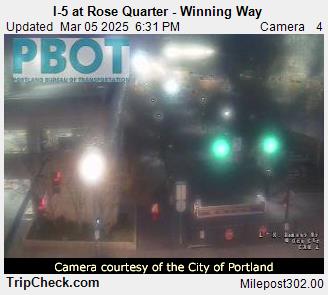 I-5 at Rose Quarter - Winning Way
Updated Mar 05 2025 6:31 PM Camera 4
PBOT
PORTLAND BUREAU OF TRANSPORTATION
Camera courtesy of the City of Portland
TripCheck.com Milepost302.00